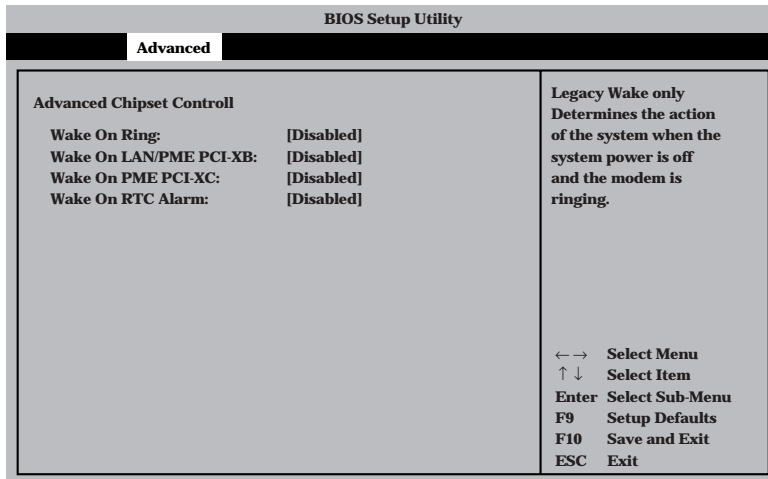 BIOS Setup Utility
Advanced
Advanced Chipset Controll
Wake On Ring: [Disabled]
Wake On LAN/PME PCI-XB: [Disabled]
Wake On PME PCI-XC: [Disabled]
Wake On RTC Alarm: [Disabled]
Legacy Wake only
Determines the action
of the system when the
system power is off
and the modem is
ringing.
←→ Select Menu
↑↓ Select Item
Enter Select Sub-Menu
F9 Setup Defaults
F10 Save and Exit
ESC Exit